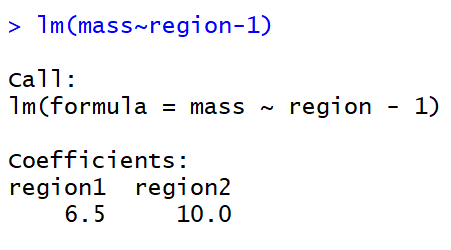 > lm(mass~region-1)
Call:
lm(formula = mass ~ region - 1)
Coefficients:
region1  region2
    6.5     10.0